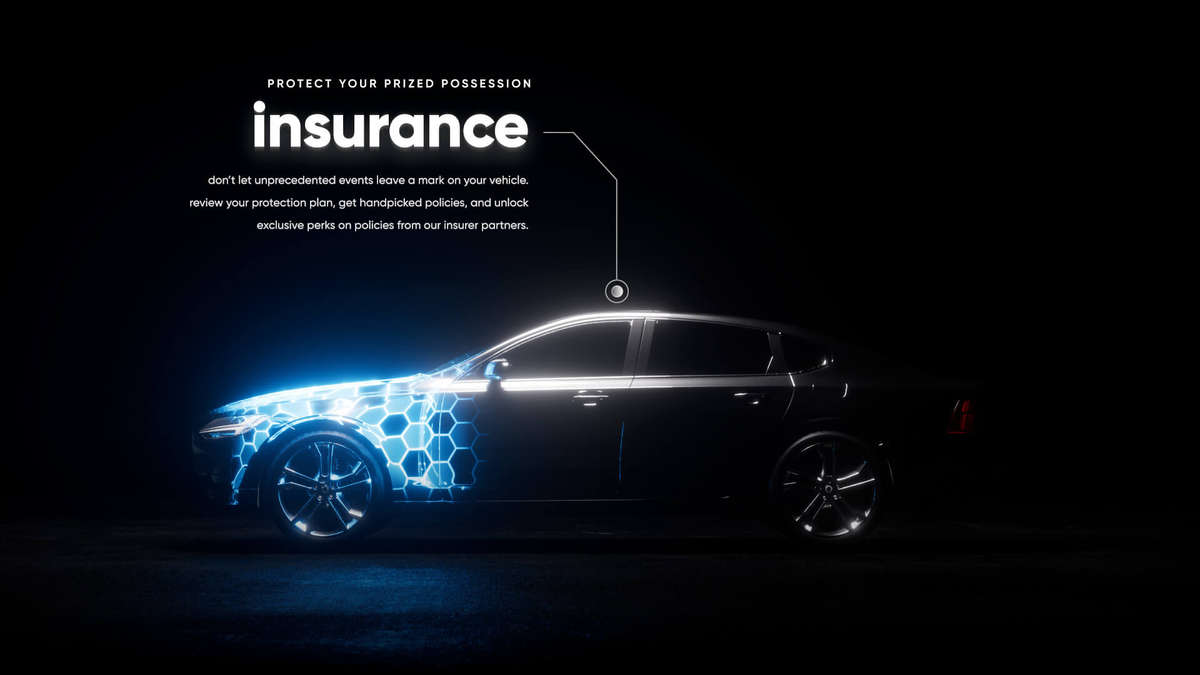 PROTECT YOUR PRIZED POSSESSION
insurance
don't let unprecedented events leave a mark on your vehicle.
review your protection plan, get handpicked policies, and unlock
exclusive perks on policies from our insurer partners.